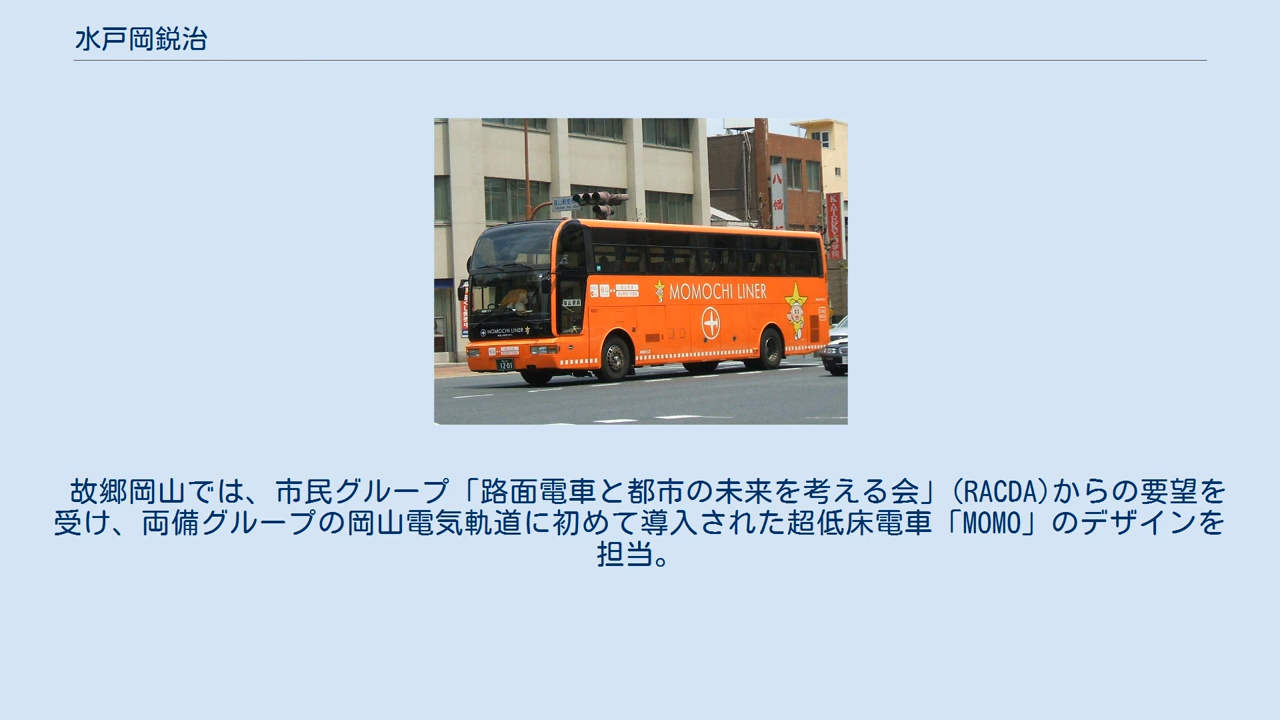 水戸岡鋭治
八幡
MOMOCHI LINER
MOMOCHI LINER
故郷岡山では、市民グループ「路面電車と都市の未来を考える会」(RACDA)からの要望を
受け、両備グループの岡山電気軌道に初めて導入された超低床電車「MOMO」のデザインを
担当。